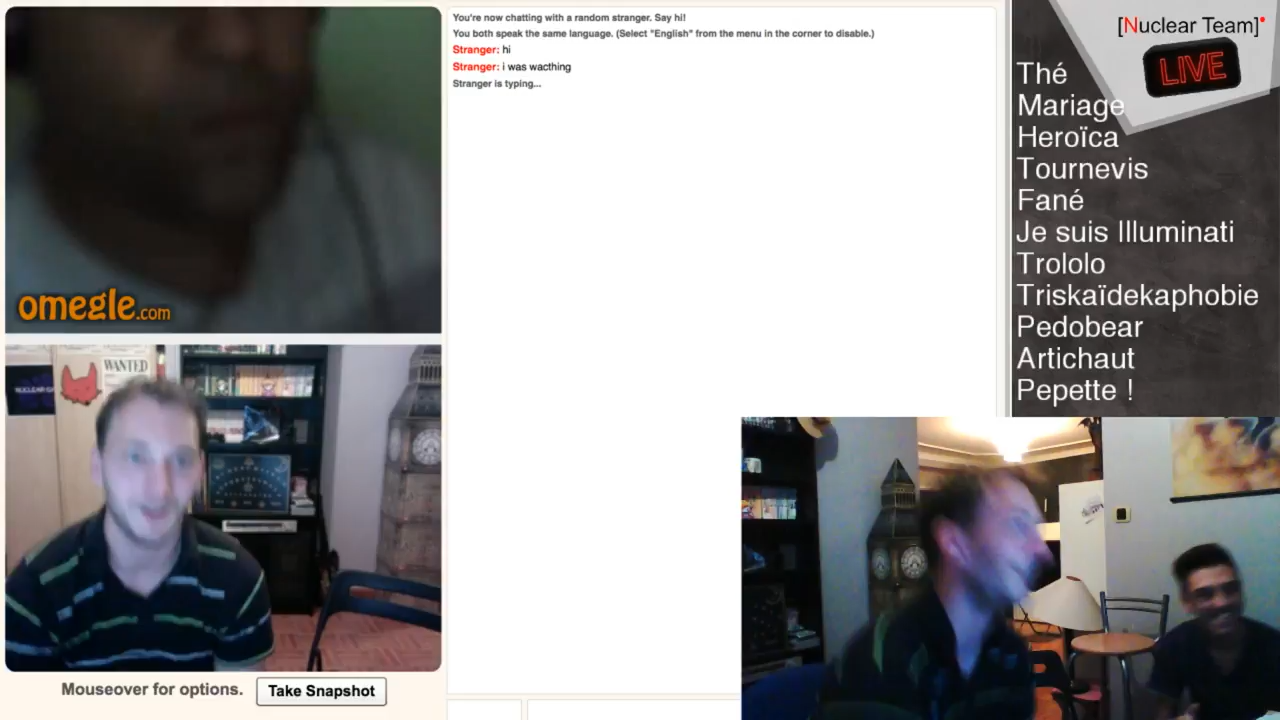 You're now chatting with a random stranger. Say hi!
You both speak the same language. (Select "English" from the menu in the corner to disable.)
Stranger: hi
Stranger: i was wacthing
Stranger is typing...
omegle.com
WANTED
Mouseover for options.
Take Snapshot
[Nuclear Team]
LIVE
Thé
Mariage
Heroïca
Tournevis
Fané
Je suis Illuminati
Trololo
Triskaïdekaphobie
Pedobear
Artichaut
Pepette !